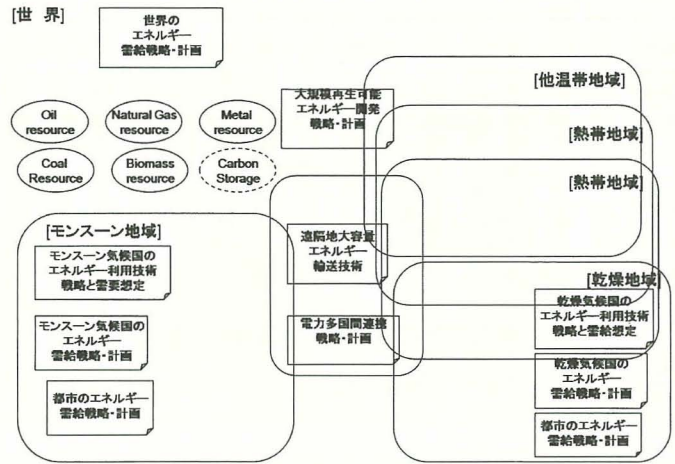 [世 界]
世界の
エネルギー
需給戦略・計画
[他温帯地域]
大規模再生可能
エネルギー開発
戦略・計画
Oil
resource
Natural Gas
resource
Metal
resource
[熱帯地域]
Coal
Resource
Biomass
resource
Carbon
Storage
[熱帯地域]
[モンスーン地域]
遠隔地大容量
エネルギー
輸送技術
モンスーン気候国の
エネルギー利用技術
戦略と需要想定
[乾燥地域]
乾燥気候国の
エネルギー利用技術
戦略と需給想定
モンスーン気候国の
エネルギー
需給戦略・計画
電力多国間連携
戦略・計画
乾燥気候国の
エネルギー
需給戦略・計画
都市のエネルギー
需給戦略・計画
都市のエネルギー
需給戦略・計画